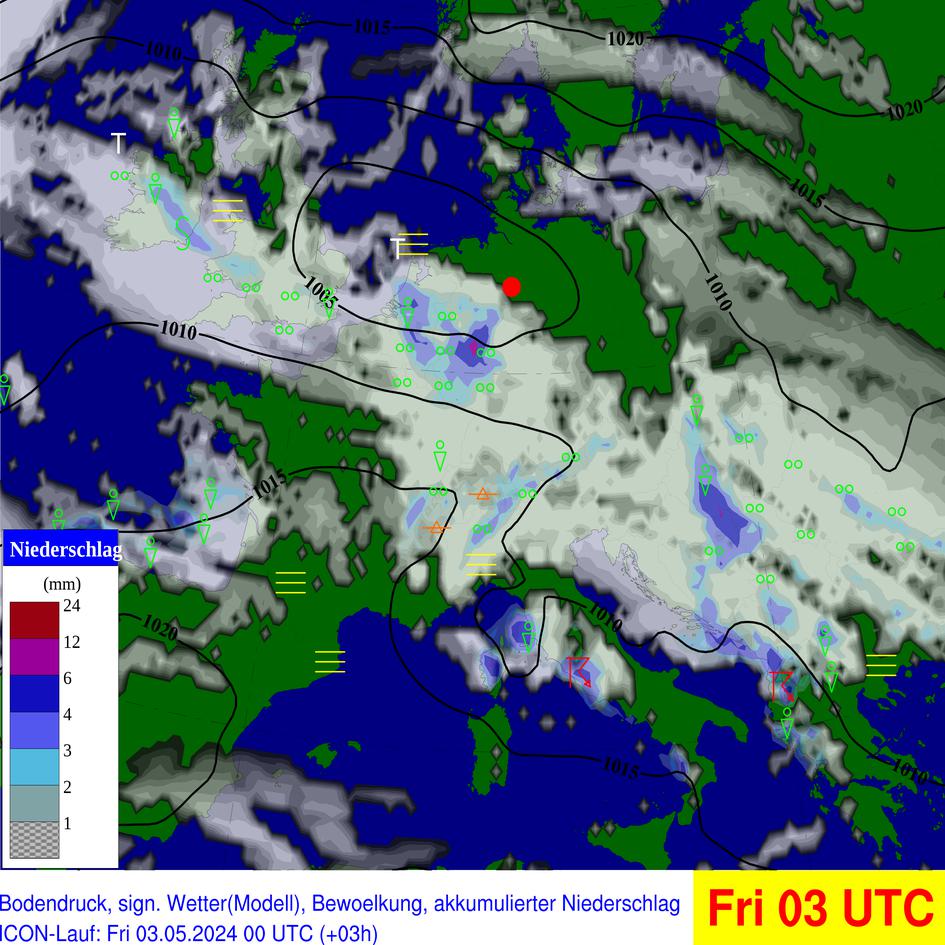 1015
1020
1010
1020
T
1015
T
1005
1010
1010
1015
1010
1020
1015
1010
Niederschlag
(mm)
24
12
6
4
3
2
1
Bodendruck, sign. Wetter(Modell), Bewoelkung, akkumulierter Niederschlag
ICON-Lauf: Fri 03.05.2024 00 UTC (+03h)
Fri 03 UTC